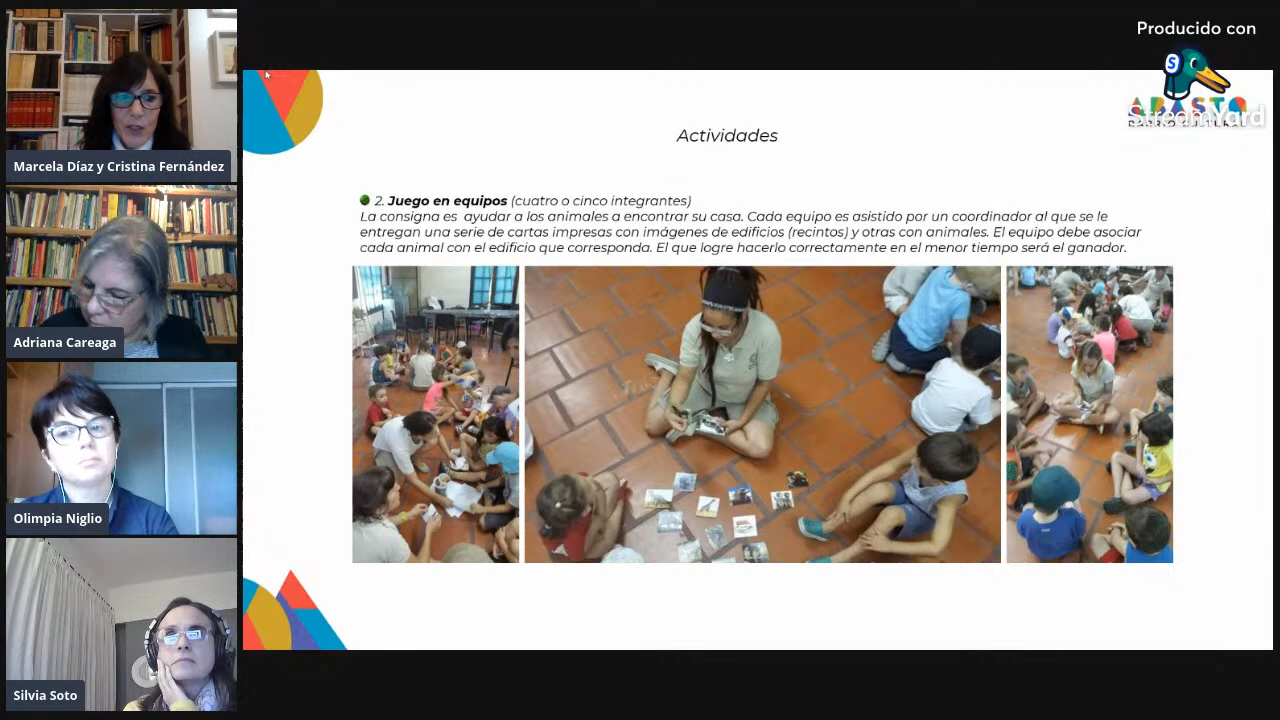 Producido con
S
ABASTO
StreamYard
BARRIO CULTURAL
Actividades
2. Juego en equipos (cuatro o cinco integrantes)
La consigna es ayudar a los animales a encontrar su casa. Cada equipo es asistido por un coordinador al que se le
entregan una serie de cartas impresas con imágenes de edificios (recintos) y otras con animales. El equipo debe asociar
cada animal con el edificio que corresponda. El que logre hacerlo correctamente en el menor tiempo será el ganador.
Marcela Díaz y Cristina Fernández
Adriana Careaga
Olimpia Niglio
Silvia Soto